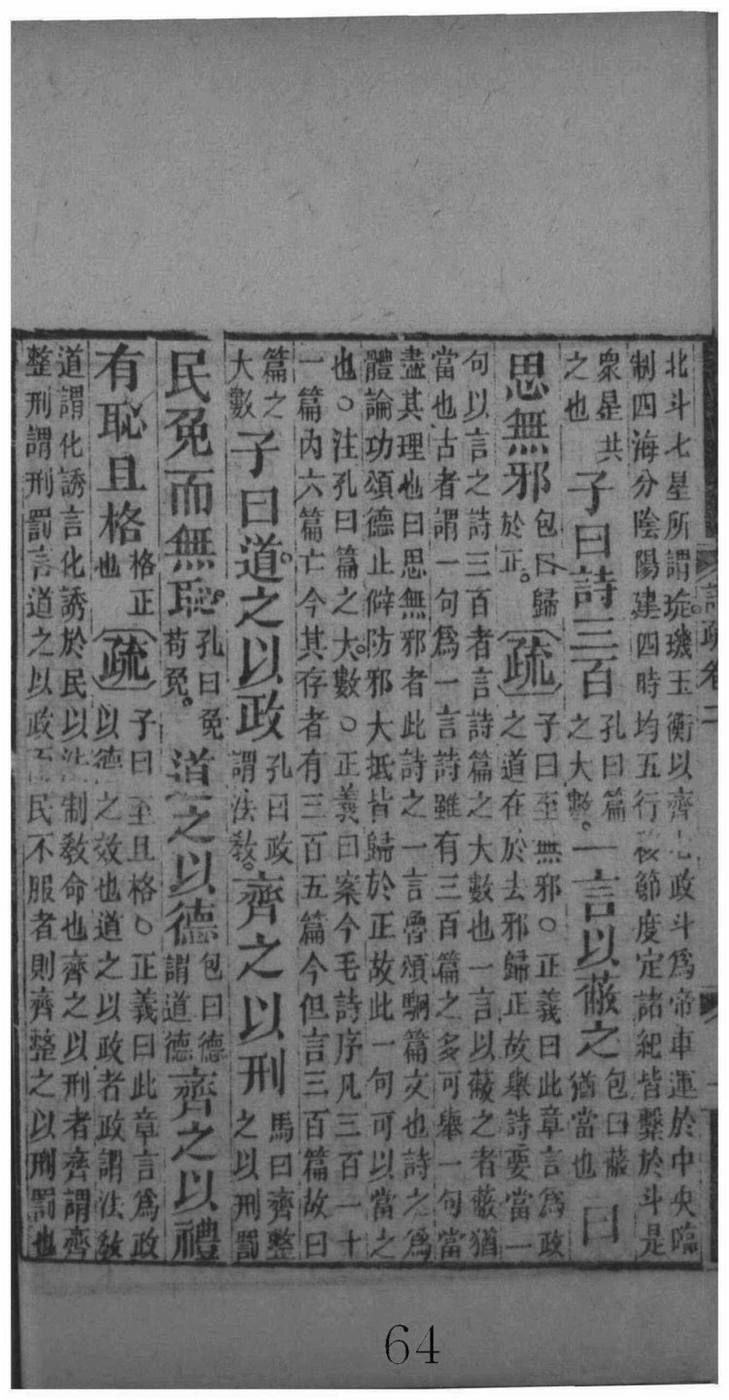 論疏卷二
一
北斗七星所謂琁璣玉衡以齊七政斗爲帝車運於中央臨
制四海分陰陽建四時均五行移節度定諸紀皆繫於斗是
衆星共之也子曰詩三百孔曰篇之大數。一言以蔽之包曰蔽猶當也曰
思無邪包曰歸於正。疏子曰至無邪○正義曰此章言爲政之道在於去邪歸正故舉詩要當一
句以言之詩三百者言詩篇之大數也一言以蔽之者蔽猶
當也古者謂一句爲一言詩雖有三百篇之多可舉一句當
盡其理也曰思無邪者此詩之一言魯頌駉篇文也詩之爲
體論功頌德止僻防邪大抵皆歸於正故此一句可以當之
也○注孔曰篇之大數○正義曰案今毛詩序凡三百一十
一篇內六篇亡今其存者有三百五篇今但言三百篇故曰
篇之大數子曰道之以政孔曰政謂法敎。齊之以刑馬曰齊整之以刑罰
民免而無恥。孔曰免苟免。道之以德包曰德謂道德齊之以禮
有恥且格格正也疏子曰至且格○正義曰此章言爲政以德之效也道之以政者政謂法敎
道謂化誘言化誘於民以法制敎命也齊之以刑者齊謂齊
整刑謂刑罰言道之以政而民不服者則齊整之以刑罰也
64